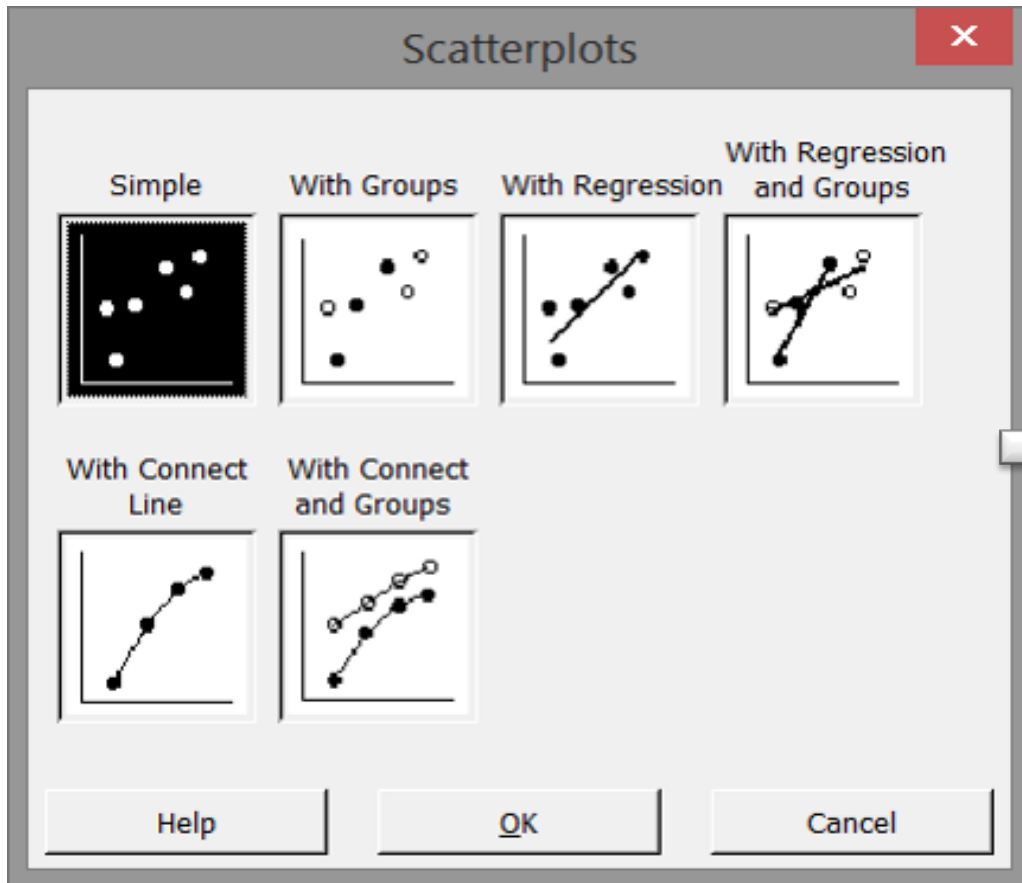 Scatterplots
Simple
With Groups
With Regression
With Regression
and Groups
With Connect
Line
With Connect
and Groups
Help
OK
Cancel